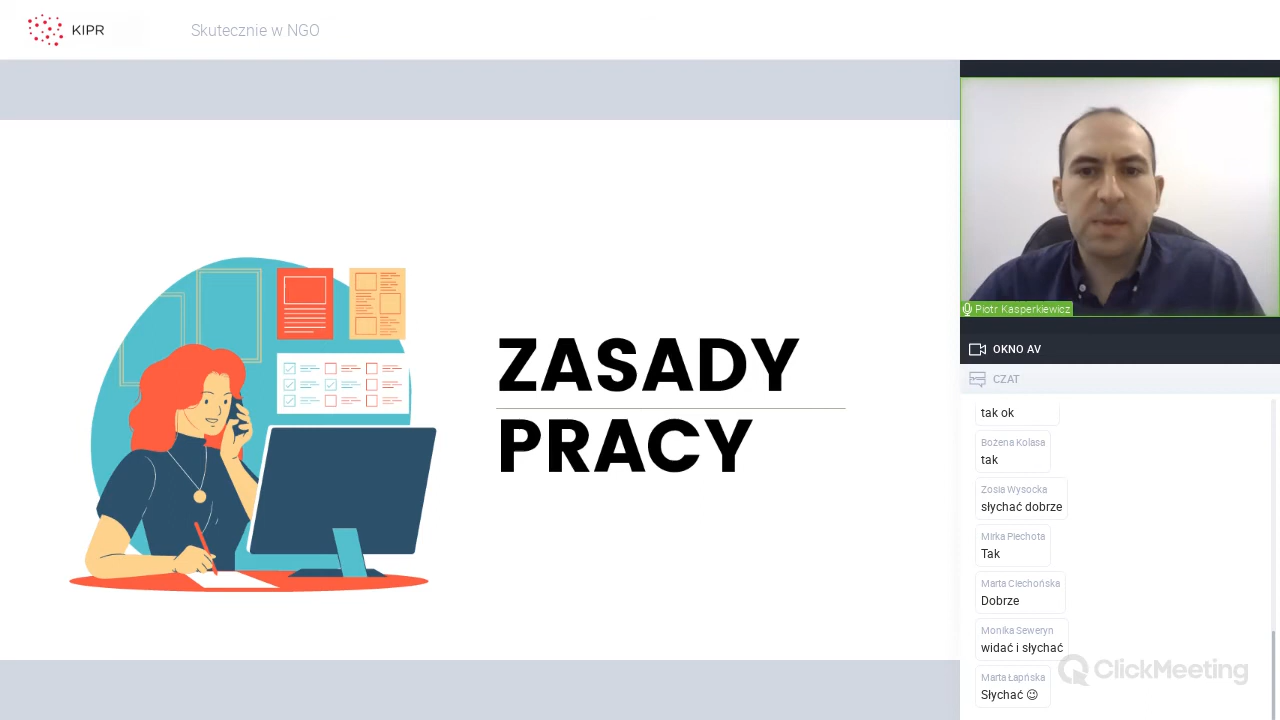 KIPR
Skutecznie w NGO
ZASADY
PRACY
Piotr Kasperkiewicz
OKNO AV
CZAT
tak ok
Bożena Kolasa
tak
Zosia Wysocka
słychać dobrze
Mirka Piechota
Tak
Marta Ciechońska
Dobrze
Monika Seweryn
widać i słychać
Marta Łapńska
Słychać ☺
ClickMeeting